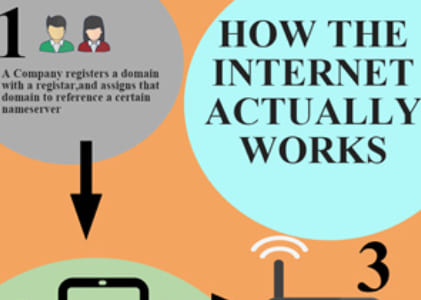 1
A Company registers a domain
with a registar,and assigns that
domain to reference a certain
nameserver
HOW THE
INTERNET
ACTUALLY
WORKS
3